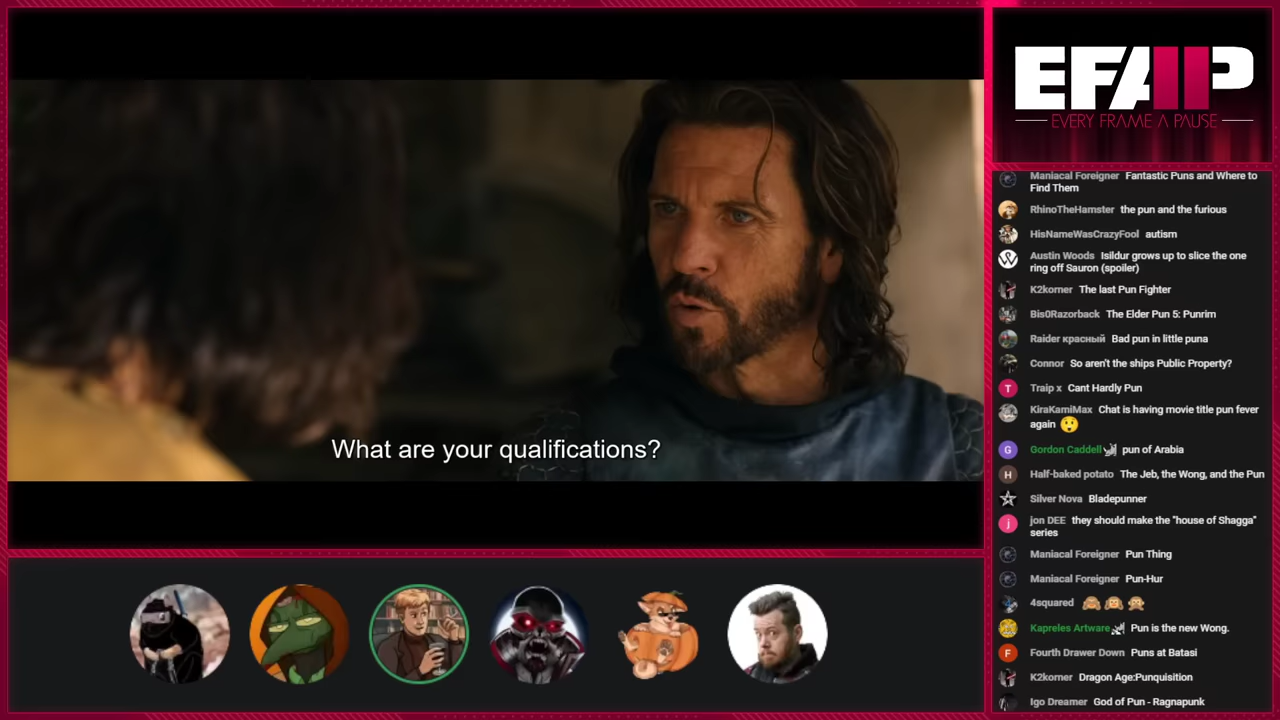 What are your qualifications?
EFAP
EVERY FRAME A PAUSE
Maniacal Foreigner Fantastic Puns and Where to
Find Them
RhinoTheHamster the pun and the furious
HisNameWasCrazyFool autism
Austin Woods Isildur grows up to slice the one
ring off Sauron (spoiler)
K2korner The last Pun Fighter
Bis0Razorback The Elder Pun 5: Punrim
Raider красный Bad pun in little puna
Connor So aren't the ships Public Property?
T
Traip x Cant Hardly Pun
KiraKamiMax Chat is having movie title pun fever
again
G
Gordon Caddell pun of Arabia
H
Half-baked potato The Jeb, the Wong, and the Pun
Silver Nova Bladepunner
j
jon DEE they should make the "house of Shagga"
series
Maniacal Foreigner Pun Thing
Maniacal Foreigner Pun-Hur
4squared
Kapreles Artware Pun is the new Wong.
F
Fourth Drawer Down Puns at Batasi
K2korner Dragon Age:Punquisition
Igo Dreamer God of Pun - Ragnapunk